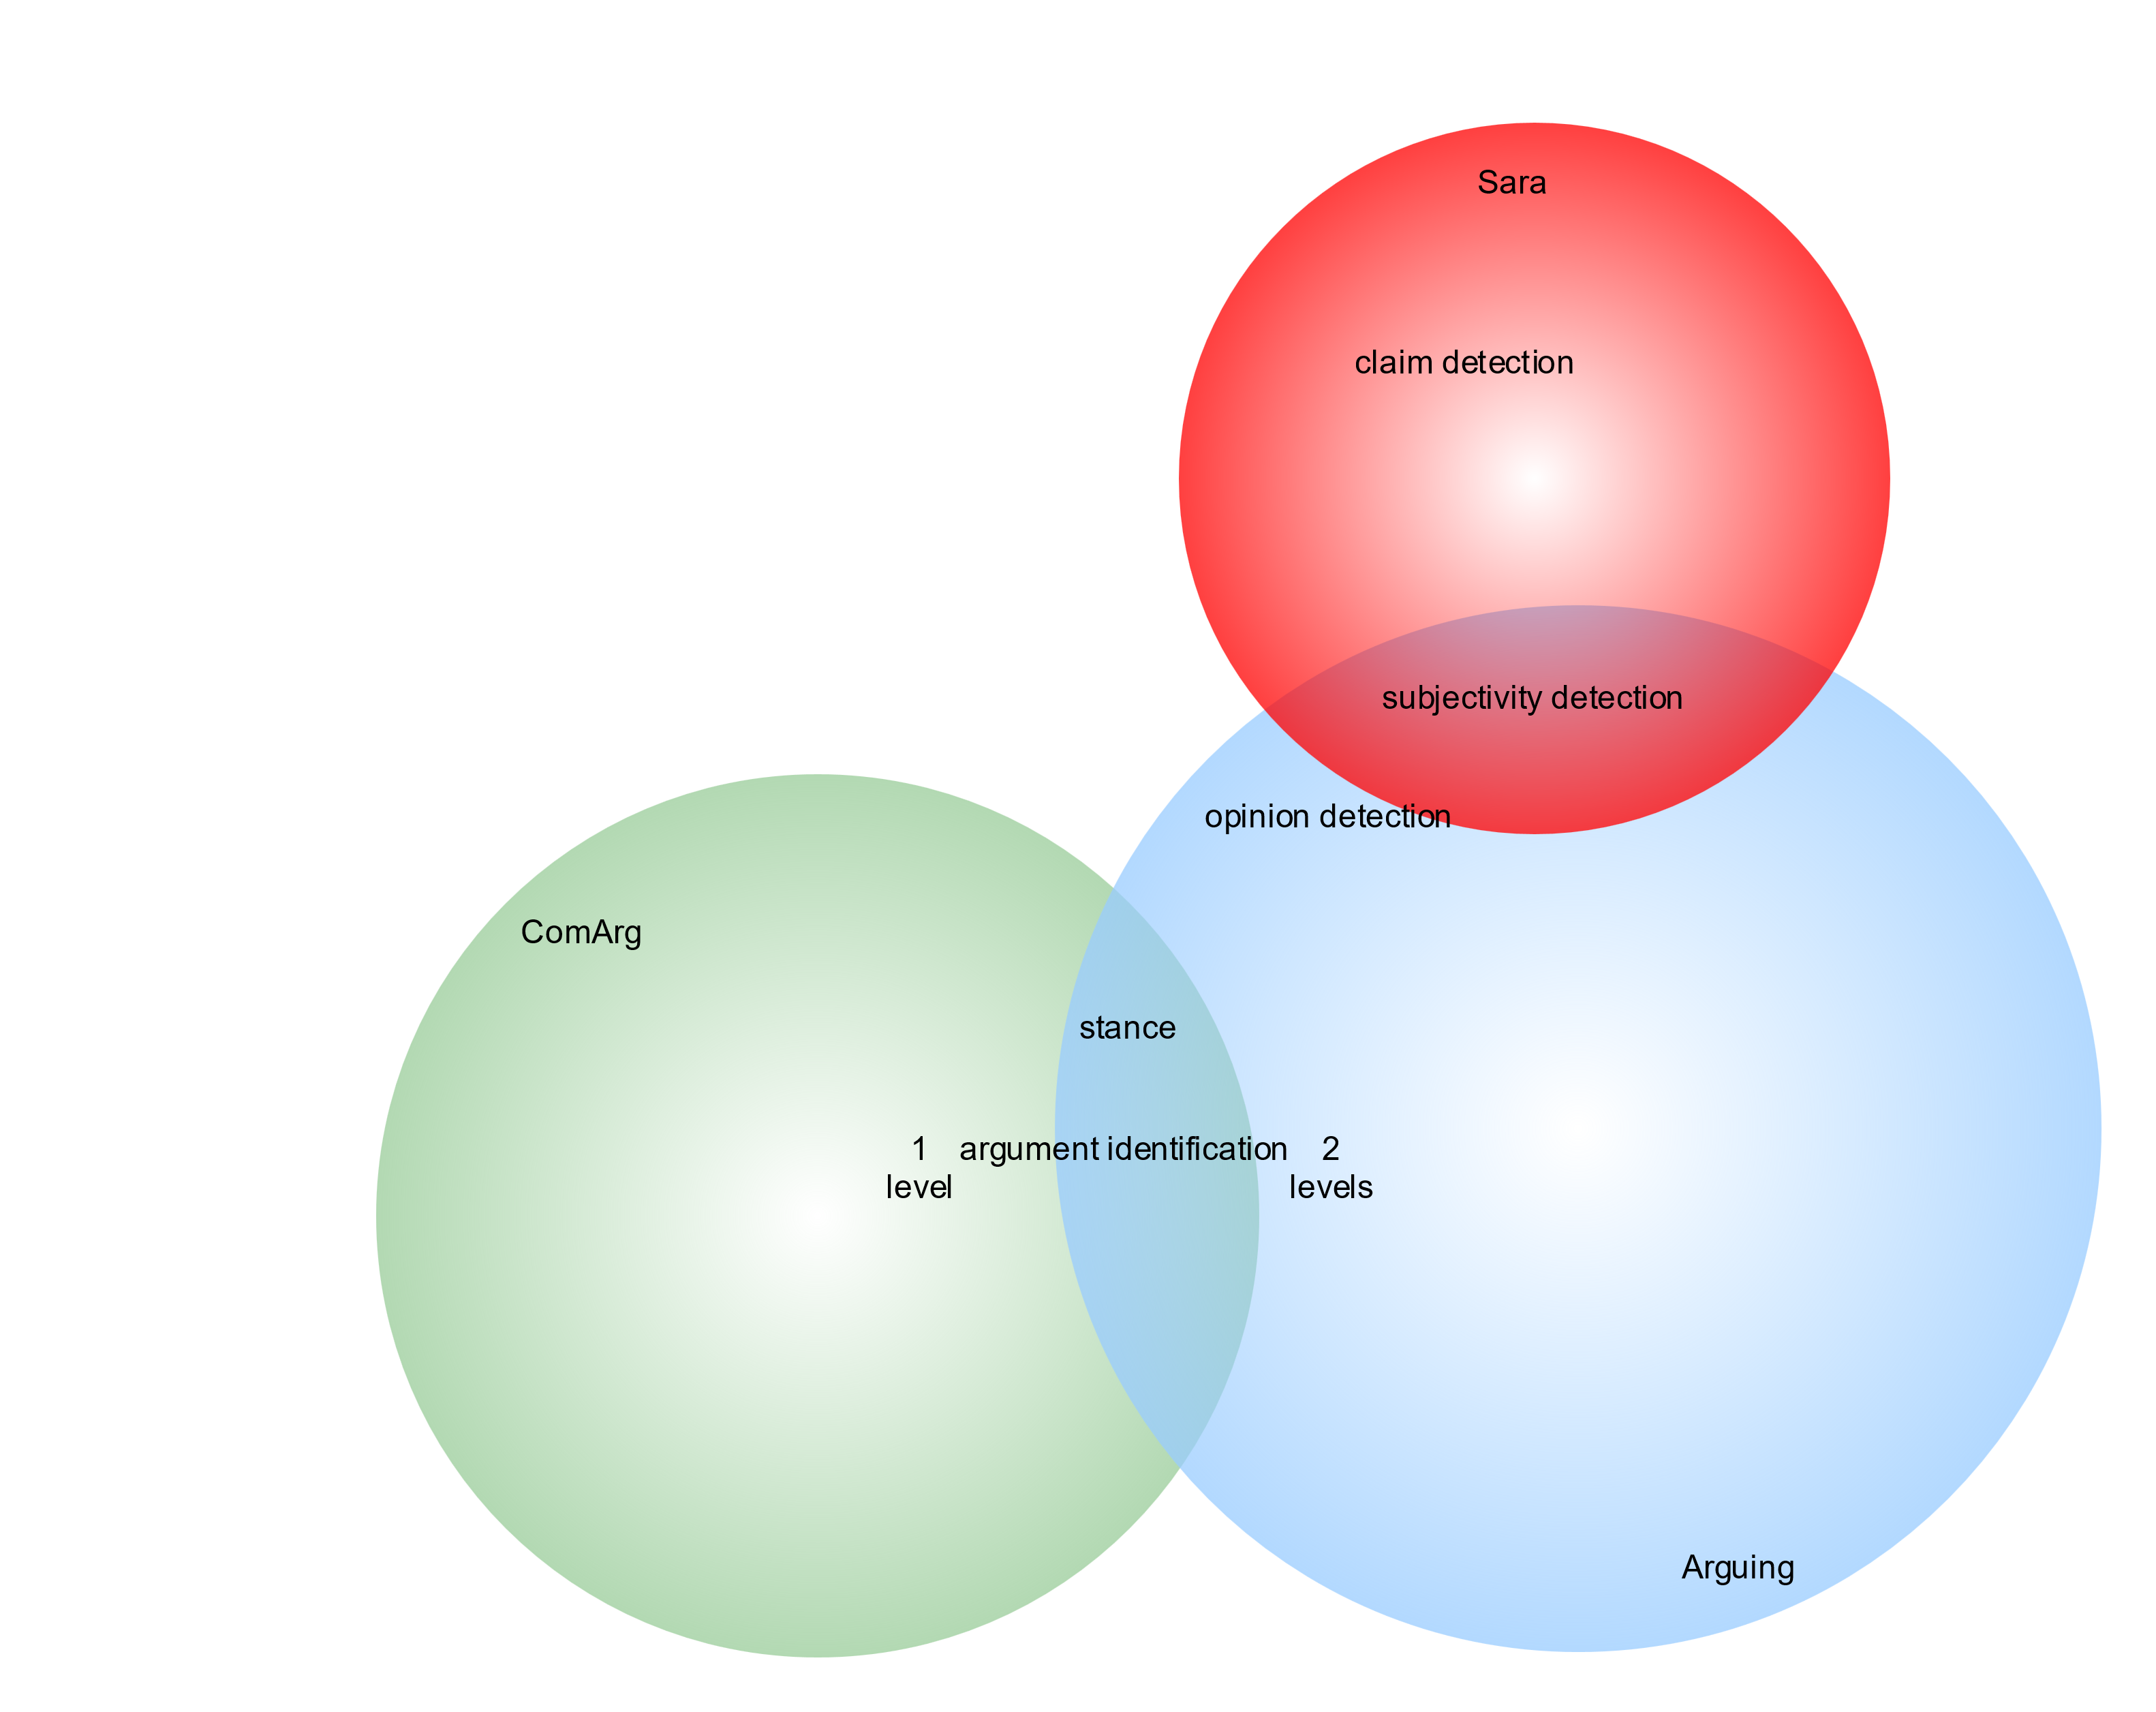 Sara
claim detection
subjectivity detection
opinion detection
ComArg
stance
1 argument identification 2
level levels
Arguing